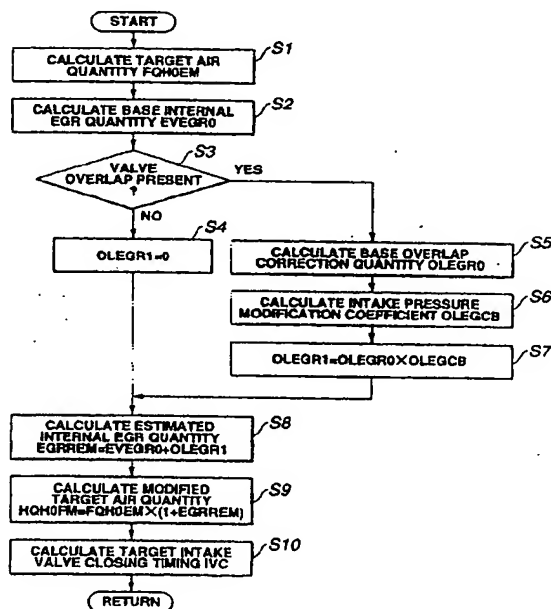 START
S1
CALCULATE TARGET AIR
QUANTITY FQH0EM
S2
CALCULATE BASE INTERNAL
EGR QUANTITY EVEGR0
S3
VALVE
OVERLAP PRESENT
?
YES
NO
S4
OLEGR1=0
S5
CALCULATE BASE OVERLAP
CORRECTION QUANTITY OLEGR0
S6
CALCULATE INTAKE PRESSURE
MODIFICATION COEFFICIENT OLEGCB
S7
OLEGR1=OLEGR0×OLEGCB
S8
CALCULATE ESTIMATED
INTERNAL EGR QUANTITY
EGRREM=EVEGR0+OLEGR1
S9
CALCULATE MODIFIED
TARGET AIR QUANTITY
HQH0FM=FQH0EM×(1+EGRREM)
S10
CALCULATE TARGET INTAKE
VALVE CLOSING TIMING IVC
RETURN